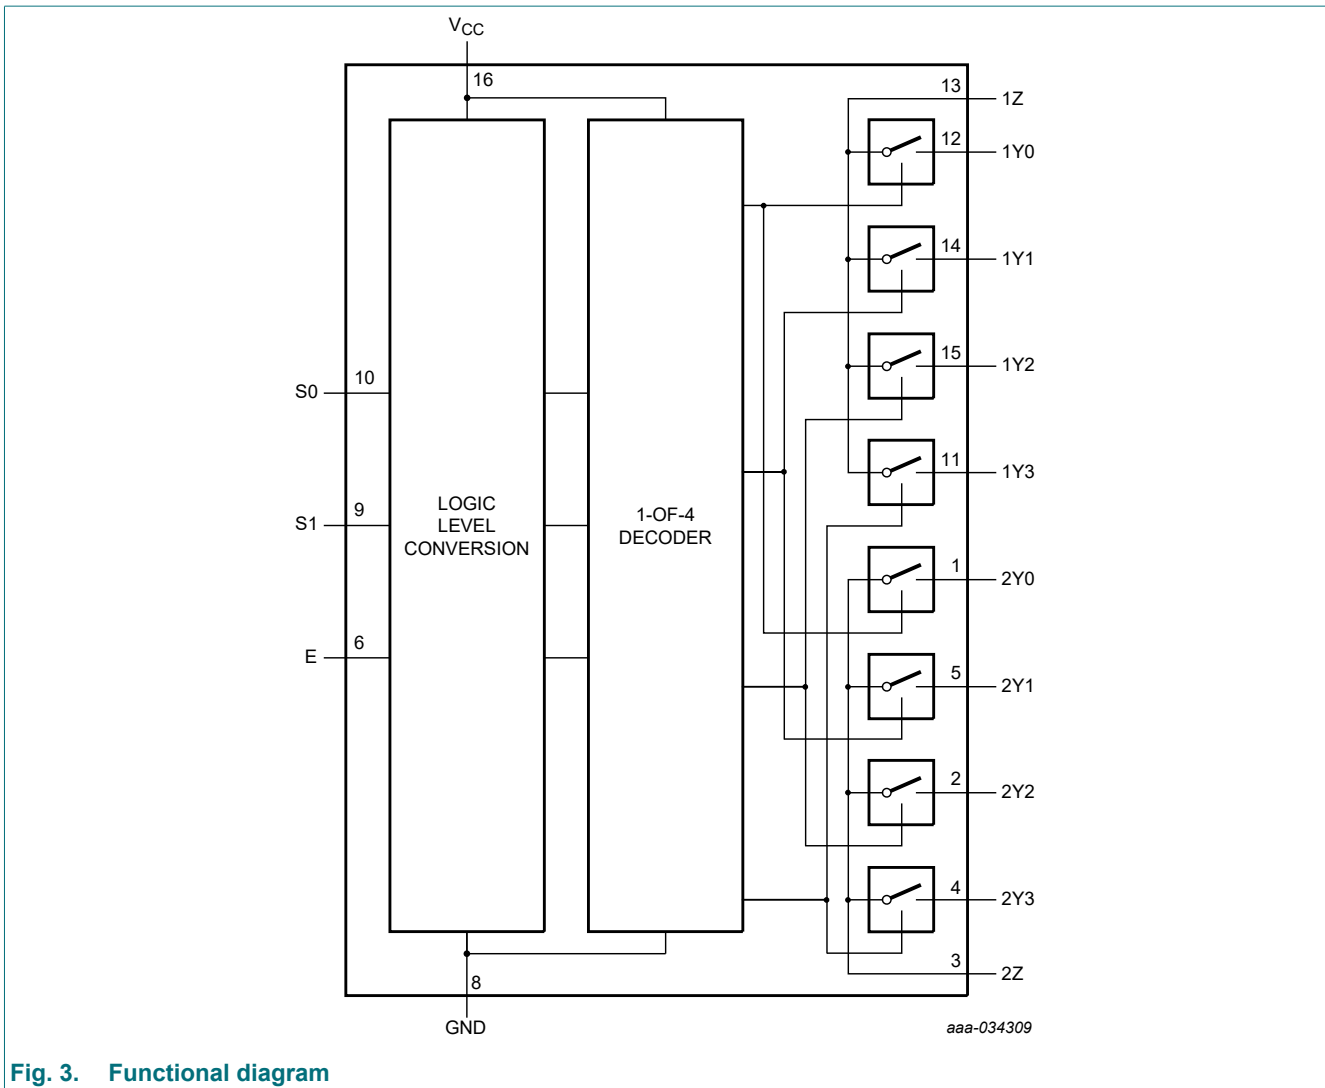 VCC
16
13
1Z
12
1Y0
14
1Y1
15
1Y2
10
S0
11
1Y3
9
S1
LOGIC
LEVEL
CONVERSION
1-OF-4
DECODER
1
2Y0
6
E
5
2Y1
2
2Y2
4
2Y3
3
2Z
8
GND
aaa-034309
Fig. 3. Functional diagram